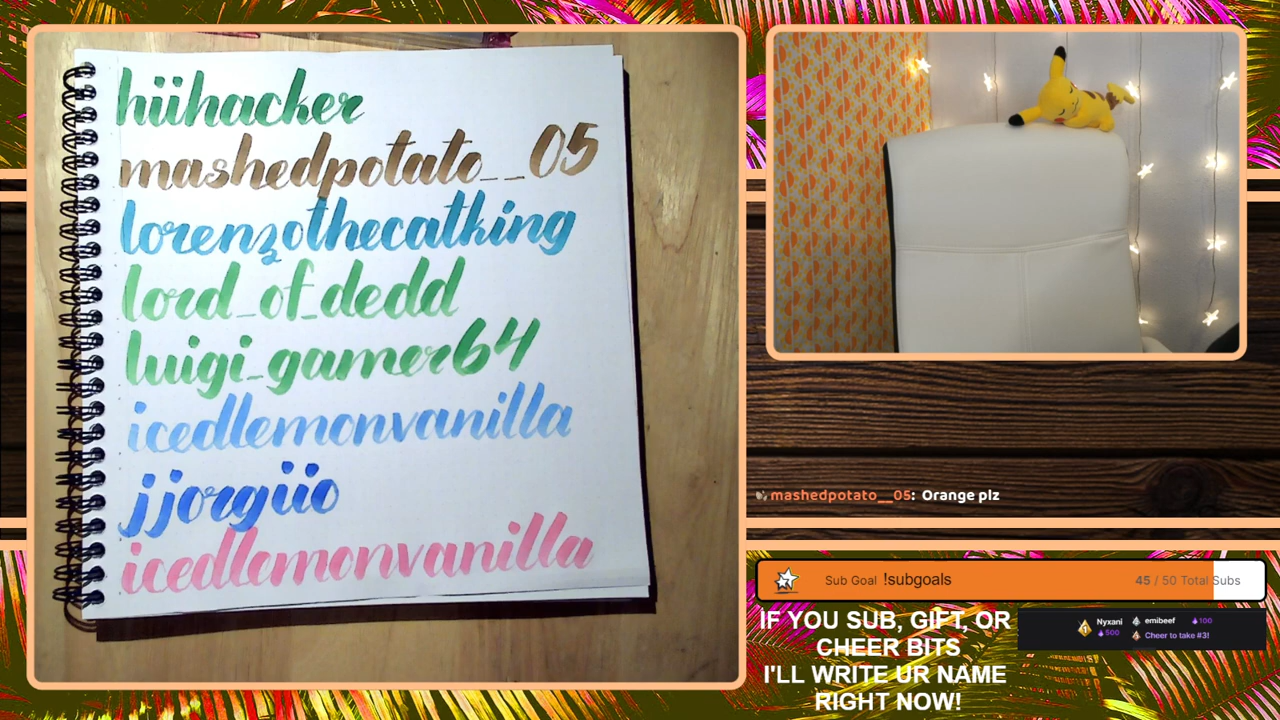 hiihacker
mashedpotato__05
lorenzothecatking
lord_of_dedd
luigi_gamer64
icedlemonvanilla
jjorgiio
icedlemonvanilla
mashedpotato__05: Orange plz
Sub Goal !subgoals 45 / 50 Total Subs
IF YOU SUB, GIFT, OR
CHEER BITS
I'LL WRITE UR NAME
RIGHT NOW!
1 Nyxani 500
emibeef 100
Cheer to take #3!